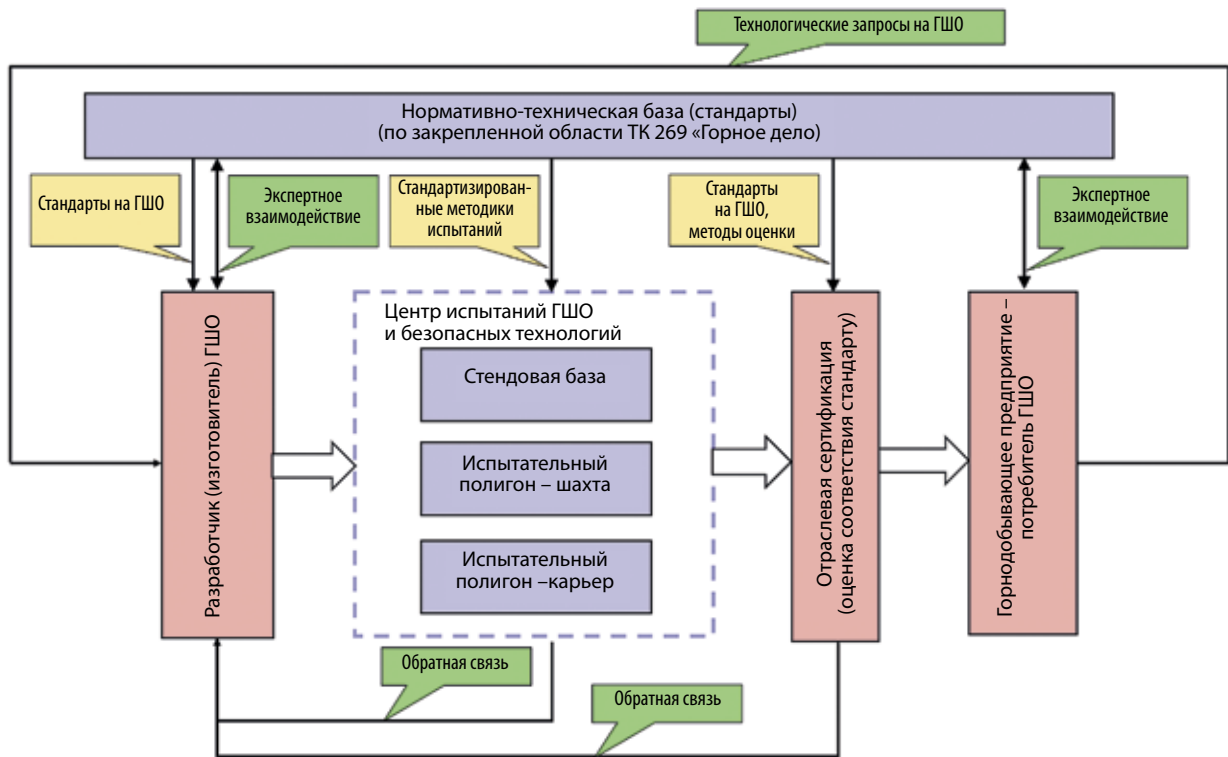 Технологические запросы на ГШО
Нормативно-техническая база (стандарты)
(по закрепленной области ТК 269 «Горное дело)
Стандарты на ГШО
Экспертное
взаимодействие
Стандартизирован-
ные методики
испытаний
Стандарты
на ГШО,
методы оценки
Экспертное
взаимодействие
Разработчик (изготовитель) ГШО
Центр испытаний ГШО
и безопасных технологий
Стендовая база
Испытательный
полигон – шахта
Испытательный
полигон –карьер
Отраслевая сертификация
(оценка соответствия стандарту)
Горнодобывающее предприятие –
потребитель ГШО
Обратная связь
Обратная связь